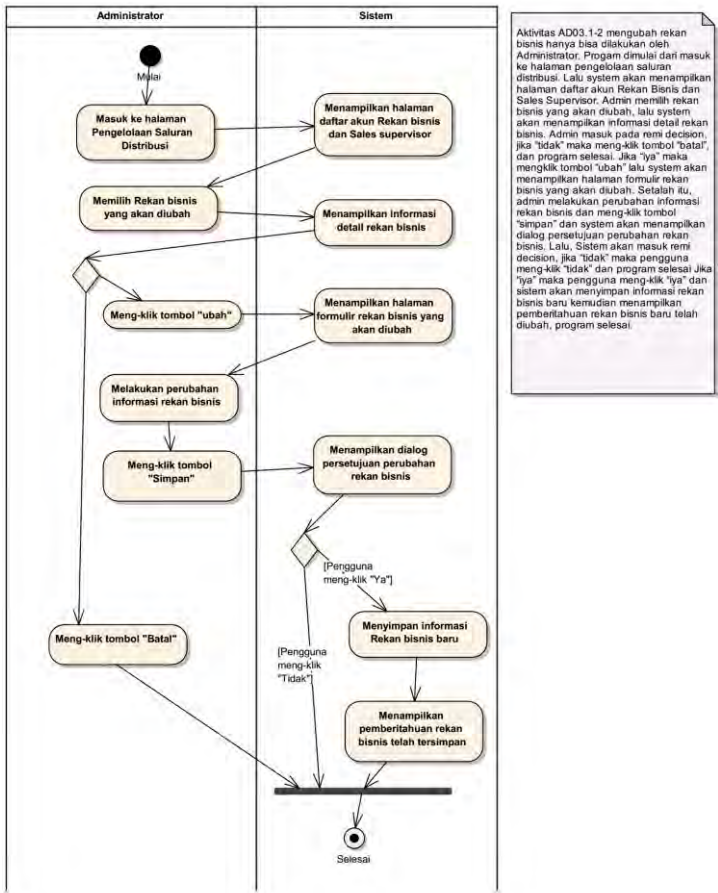 Administrator
Sistem
Mulai
Masuk ke halaman
Pengelolaan Saluran
Distribusi
Menampilkan halaman
daftar akun Rekan bisnis
dan Sales supervisor
Memilih Rekan bisnis
yang akan diubah
Menampilkan informasi
detail rekan bisnis
Meng-klik tombol "ubah"
Menampilkan halaman
formulir rekan bisnis yang
akan diubah
Melakukan perubahan
informasi rekan bisnis
Meng-klik tombol
"Simpan"
Menampilkan dialog
persetujuan perubahan
rekan bisnis
[Pengguna
meng-klik "Ya"]
Meng-klik tombol "Batal"
Menyimpan informasi
Rekan bisnis baru
[Pengguna
meng-klik
"Tidak"]
Menampilkan
pemberitahuan rekan
bisnis telah tersimpan
Selesai
Aktivitas AD03.1-2 mengubah rekan
bisnis hanya bisa dilakukan oleh
Administrator. Progam dimulai dari masuk
ke halaman pengelolaan saluran
distribusi. Lalu system akan menampilkan
halaman daftar akun Rekan Bisnis dan
Sales Supervisor. Admin memilih rekan
bisnis yang akan diubah, lalu system
akan menampilkan informasi detail rekan
bisnis. Admin masuk pada remi decision,
jika "tidak" maka meng-klik tombol "batal",
dan program selesai. Jika "iya" maka
mengklik tombol "ubah" lalu system akan
menampilkan halaman formulir rekan
bisnis yang akan diubah. Setalah itu,
admin melakukan perubahan informasi
rekan bisnis dan meng-klik tombol
"simpan" dan system akan menampilkan
dialog persetujuan perubahan rekan
bisnis. Lalu, Sistem akan masuk remi
decision, jika "tidak" maka pengguna
meng-klik "tidak" dan program selesai Jika
"iya" maka pengguna meng-klik "iya" dan
sistem akan menyimpan informasi rekan
bisnis baru kemudian menampilkan
pemberitahuan rekan bisnis baru telah
diubah, program selesai.